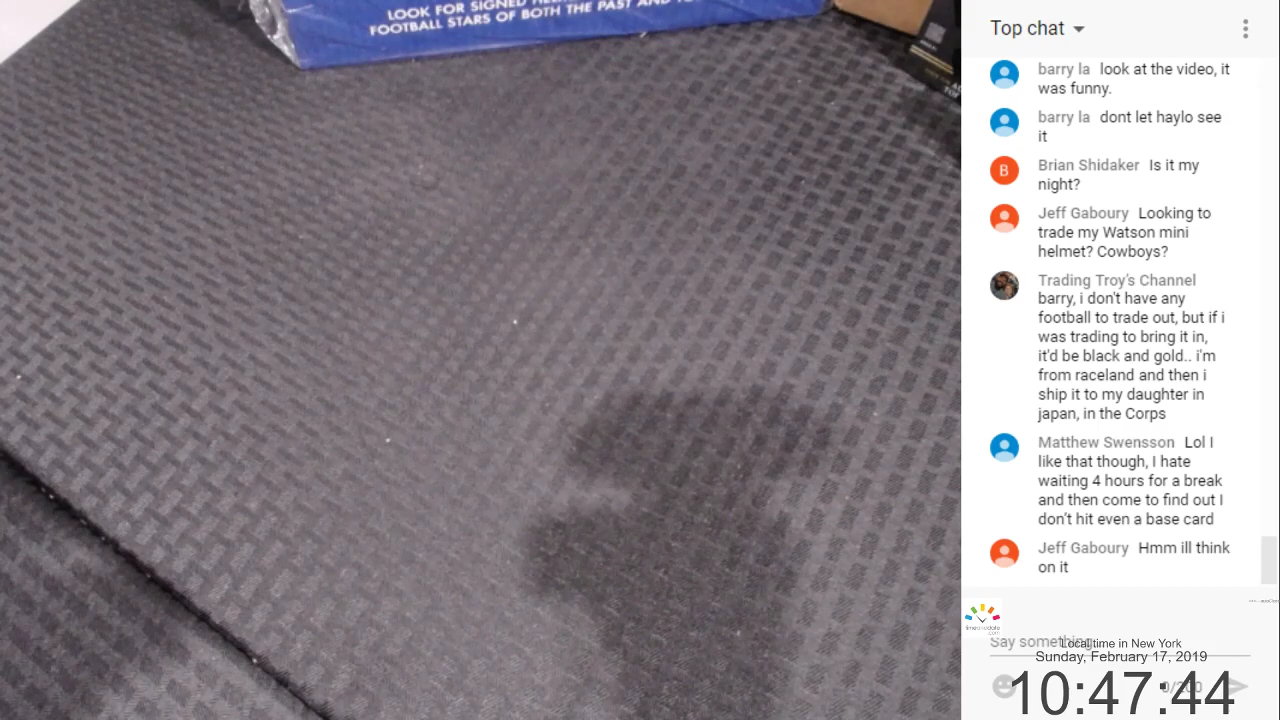 LOOK FOR SIGNED
FOOTBALL STARS OF BOTH THE PAST AND
Top chat
barry la look at the video, it
was funny.
barry la dont let haylo see
it
B
Brian Shidaker Is it my
night?
Jeff Gaboury Looking to
trade my Watson mini
helmet? Cowboys?
Trading Troy's Channel
barry, i don't have any
football to trade out, but if i
was trading to bring it in,
it'd be black and gold.. i'm
from raceland and then i
ship it to my daughter in
japan, in the Corps
Matthew Swensson Lol I
like that though, I hate
waiting 4 hours for a break
and then come to find out I
don't hit even a base card
Jeff Gaboury Hmm ill think
on it
Say something...
Local time in New York
Sunday, February 17, 2019
0/200
10:47:44